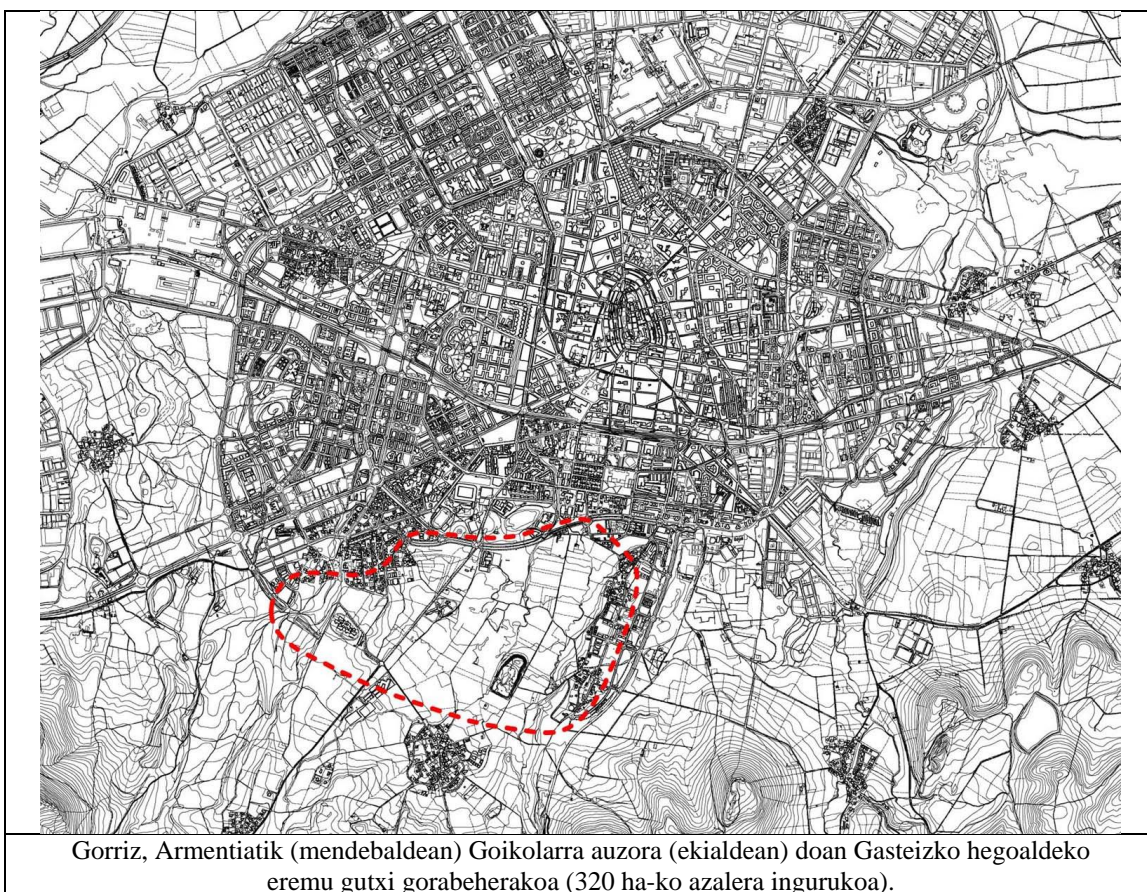 Gorriz, Armentiatik (mendebaldean) Goikolarra auzora (ekialdean) doan Gasteizko hegoaldeko
eremu gutxi gorabeherakoa (320 ha-ko azalera ingurukoa).